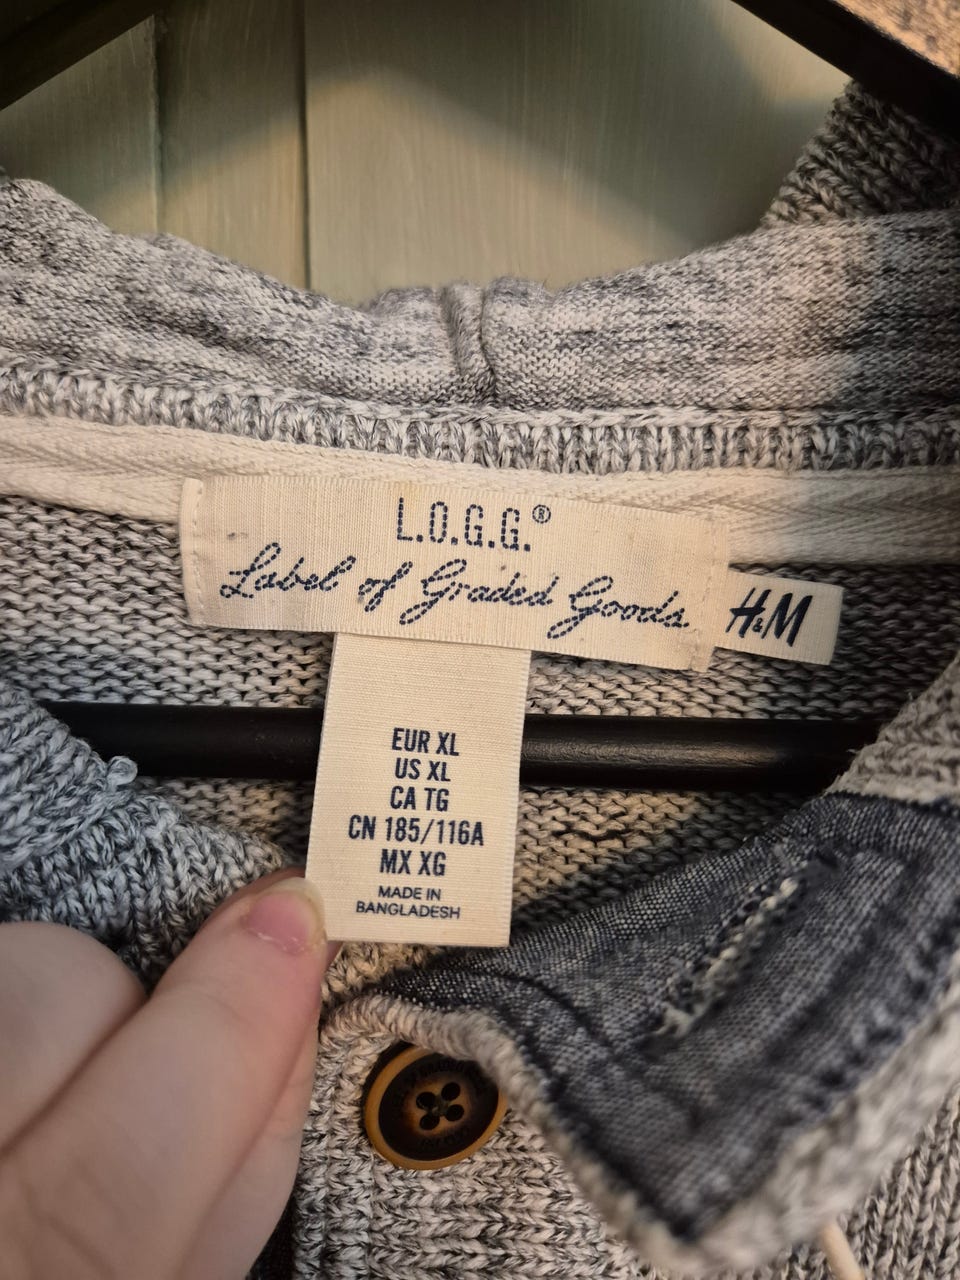 L.O.G.G.®
Label of Graded Goods
H&M
EUR XL
US XL
CA TG
CN 185/116A
MX XG
MADE IN
BANGLADESH